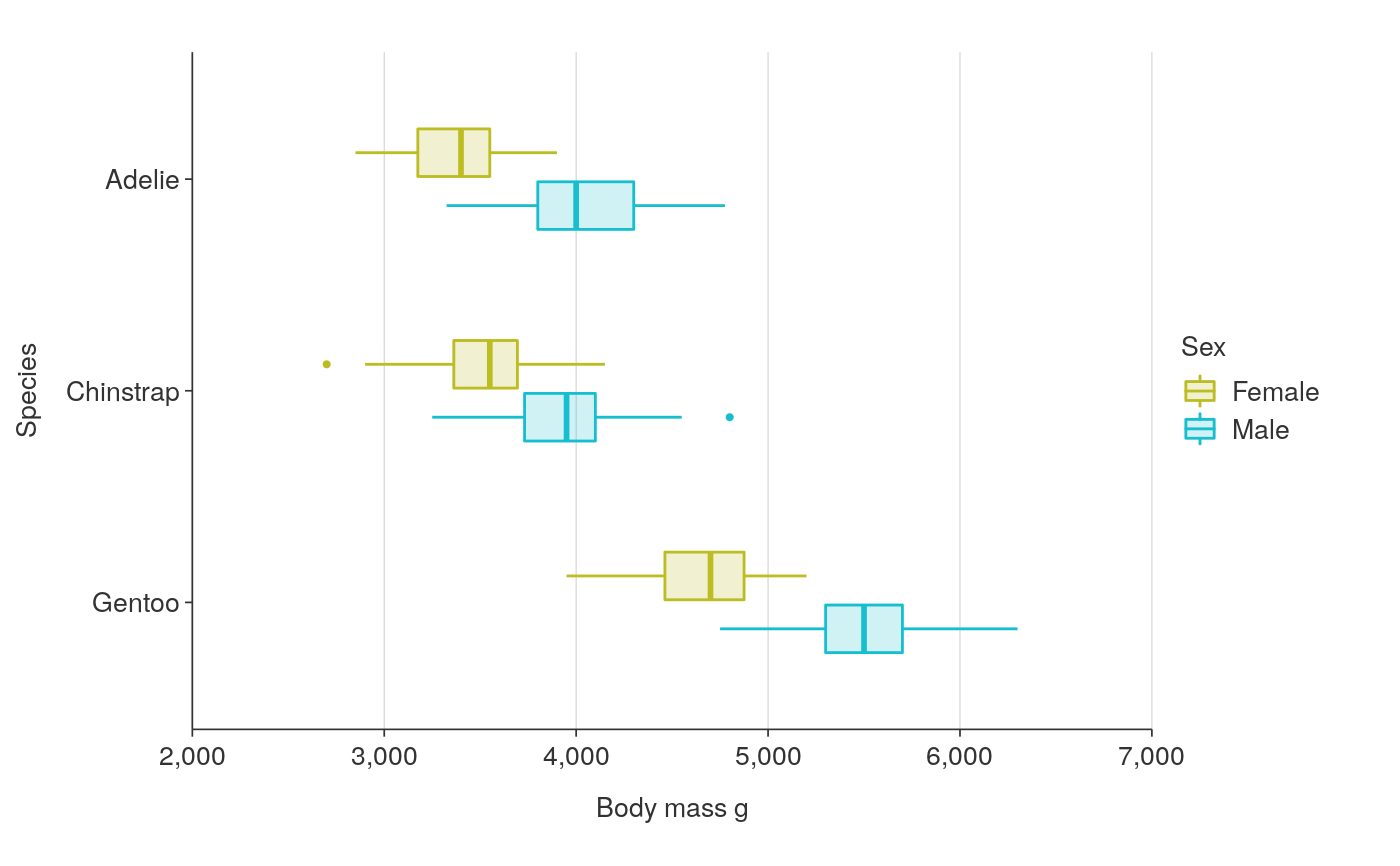 Adelie
Chinstrap
Gentoo
Species
2,000 3,000 4,000 5,000 6,000 7,000
Body mass g
Sex
Female
Male